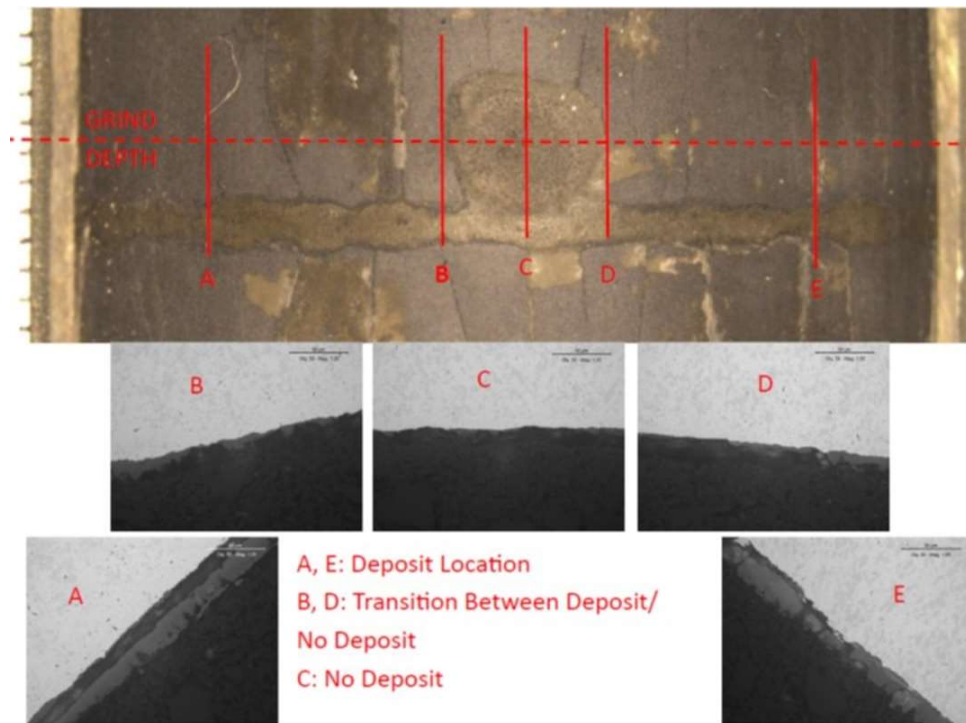 GRIND
DEPTH
A
B
C
D
E
B
C
D
A
A, E: Deposit Location
B, D: Transition Between Deposit/
No Deposit
C: No Deposit
E